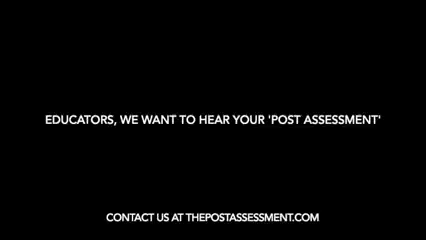 EDUCATORS, WE WANT TO HEAR YOUR 'POST ASSESSMENT'
CONTACT US AT THEPOSTASSESSMENT.COM